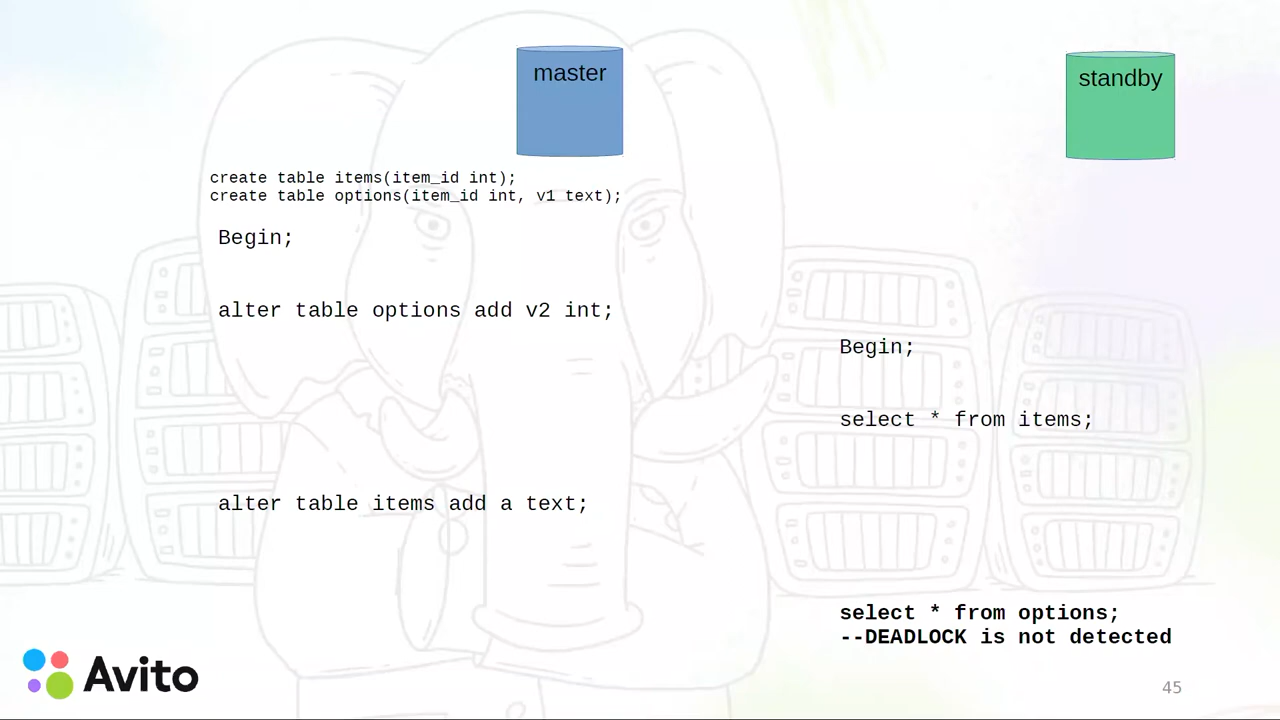 master
standby
create table items(item_id int);
create table options(item_id int, v1 text);
Begin;
alter table options add v2 int;
Begin;
select * from items;
alter table items add a text;
select * from options;
--DEADLOCK is not detected
Avito
45